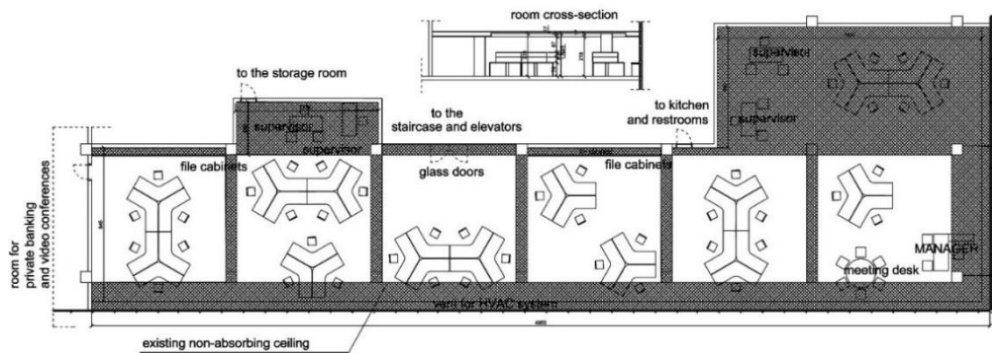 room cross-section
to the storage room
to the
staircase and elevators
to kitchen
and restrooms
supervisor
supervisor
supervisor
supervisor
file cabinets
glass doors
file cabinets
room for
private banking
and video conferences
MANAGER
meeting desk
vent for HVAC system
existing non-absorbing ceiling